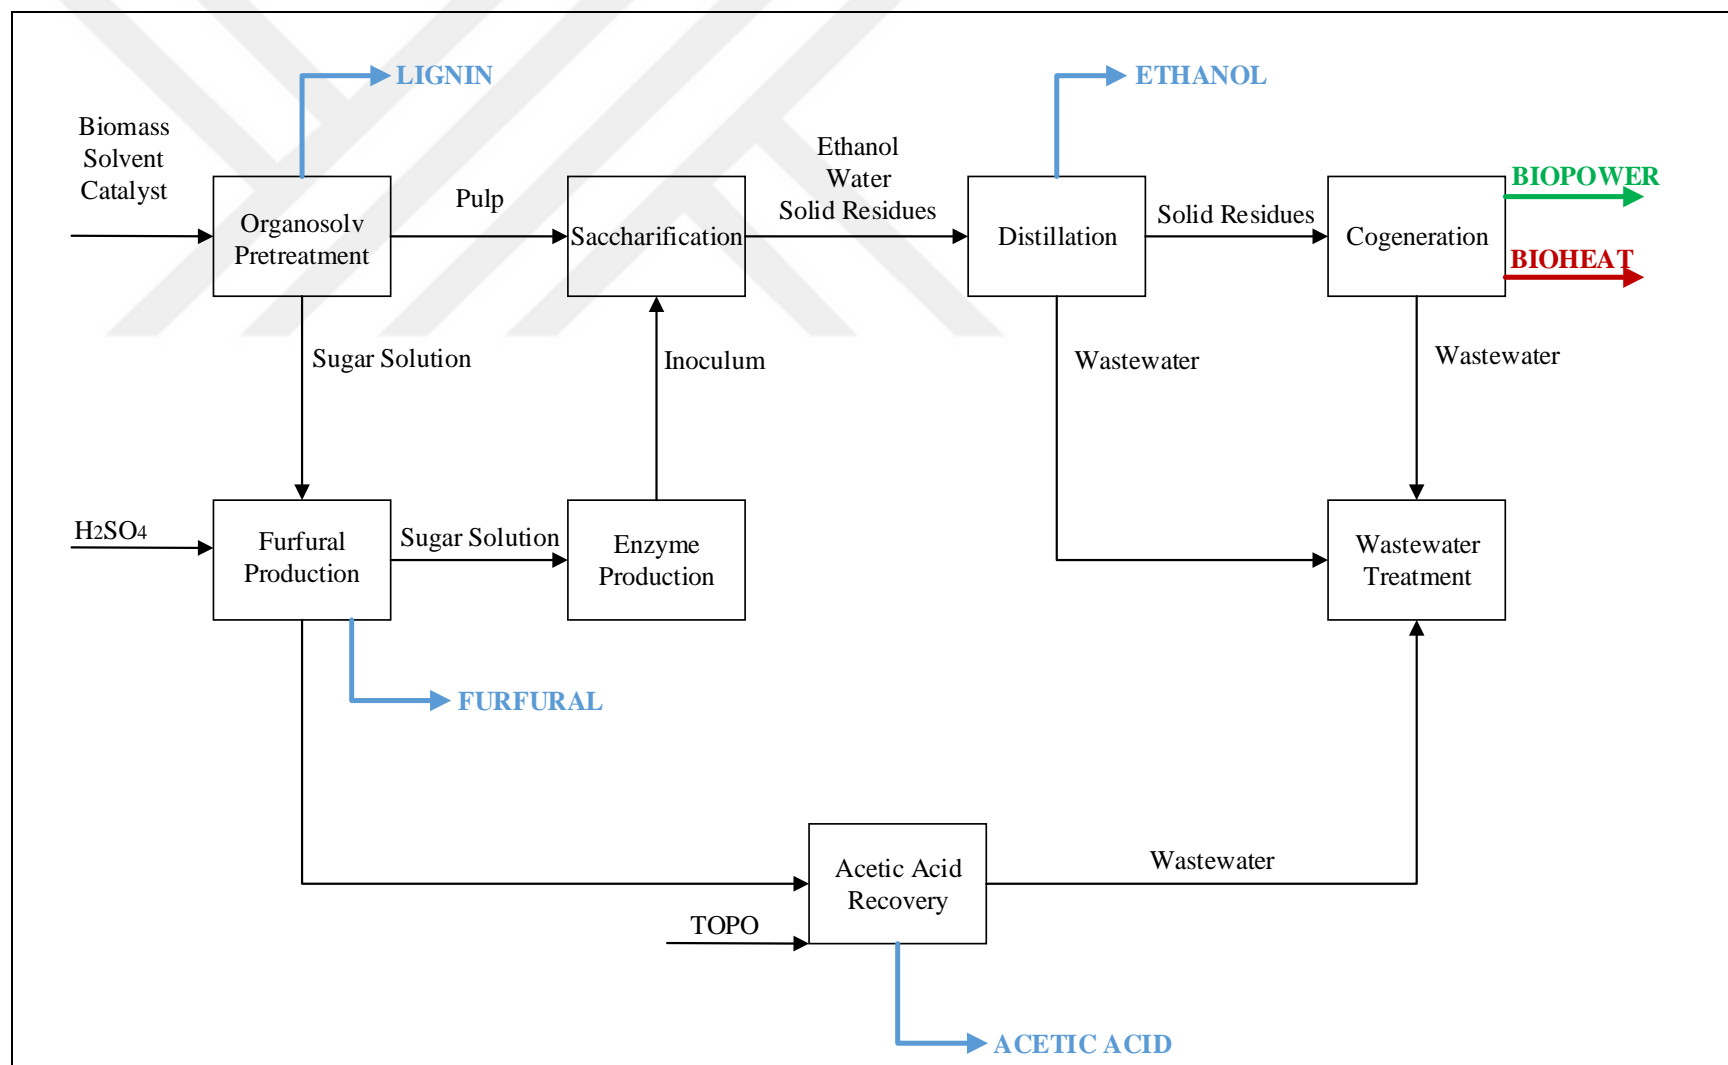 LIGNIN
ETHANOL
Biomass
Solvent
Catalyst
Ethanol
Water
Solid Residues
Pulp
Solid Residues
BIOPOWER
BIOHEAT
Organosolv
Pretreatment
Saccharification
Distillation
Cogeneration
Sugar Solution
Inoculum
Wastewater
Wastewater
H2SO4
Furfural
Production
Sugar Solution
Enzyme
Production
Wastewater
Treatment
FURFURAL
Acetic Acid
Recovery
Wastewater
TOPO
ACETIC ACID